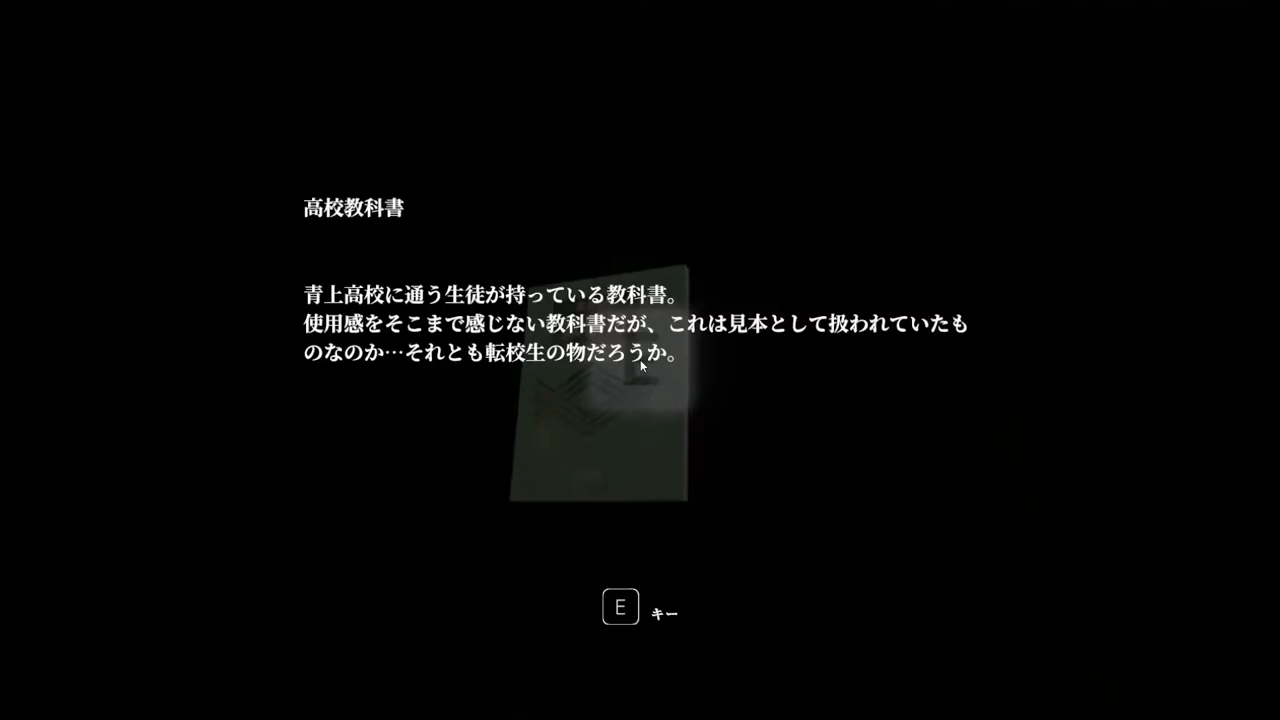 高校教科書
青上高校に通う生徒が持っている教科書。
使用感をそこまで感じない教科書だが、これは見本として扱われていたも
のなのか…それとも転校生の物だろうか。
E キー